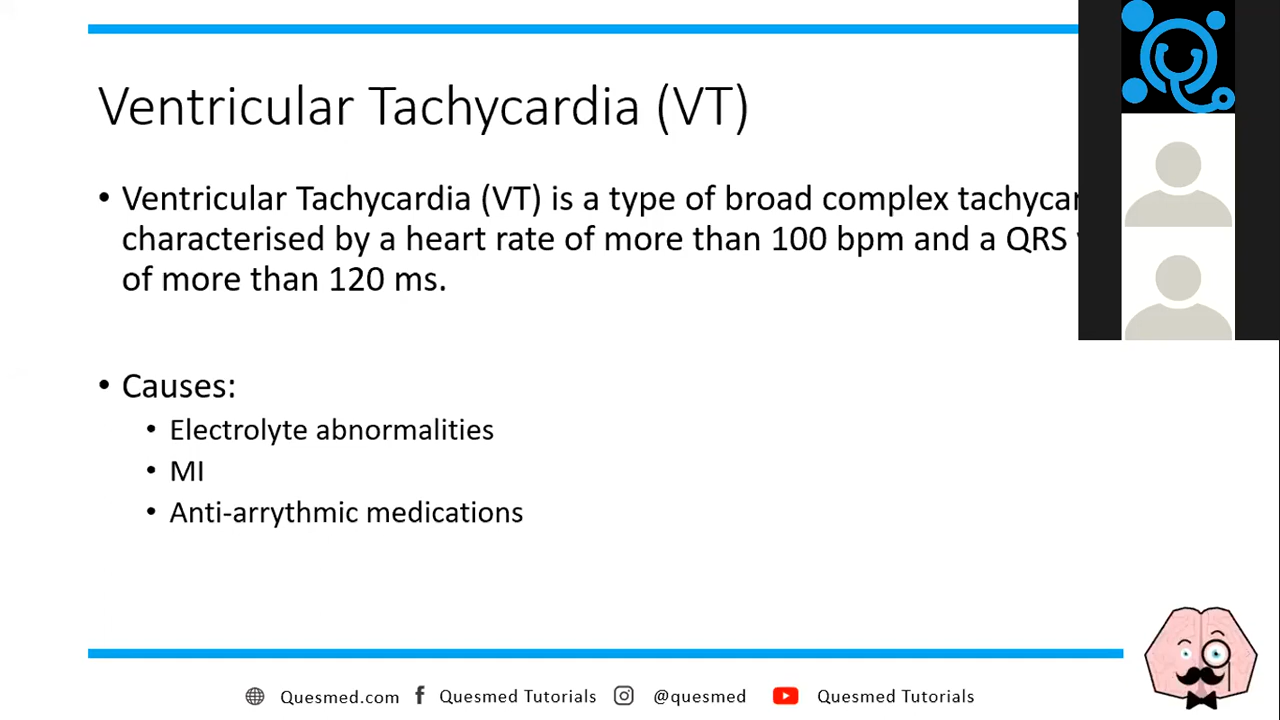 Ventricular Tachycardia (VT)
• Ventricular Tachycardia (VT) is a type of broad complex
characterised by a heart rate of more than 100 bpm and a QRS
of more than 120 ms.
• Causes:
• Electrolyte abnormalities
• MI
• Anti-arrythmic medications
Quesmed.com Quesmed Tutorials @quesmed Quesmed Tutorials